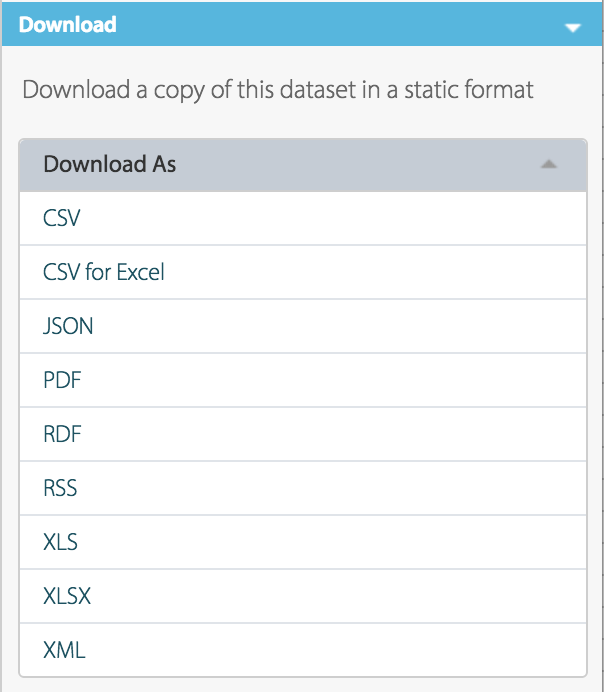 Download
Download a copy of this dataset in a static format
Download As
CSV
CSV for Excel
JSON
PDF
RDF
RSS
XLS
XLSX
XML